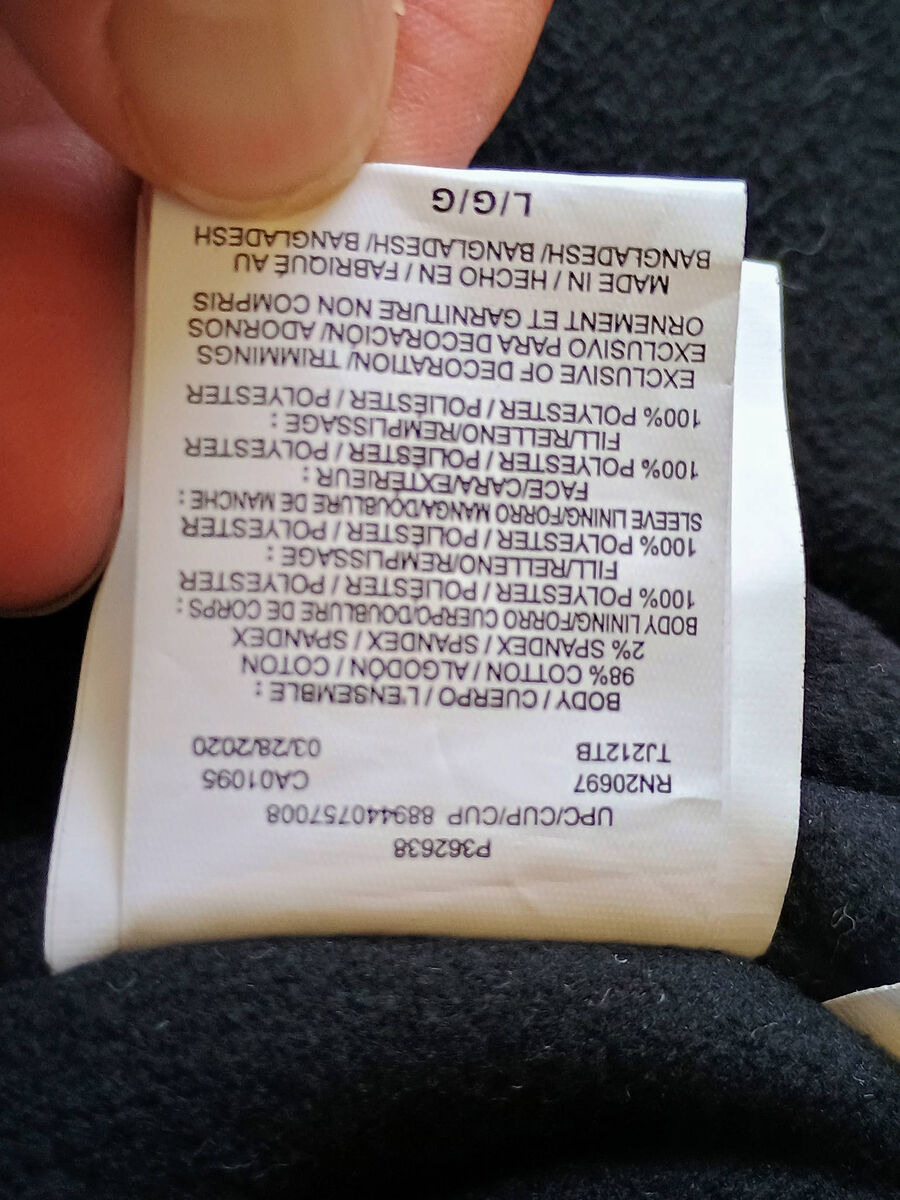 P362638
UPC/CUP/CUP 889440757008
RN20697 CA01095
TJ212TB 03/28/2020
BODY / CUERPO / L'ENSEMBLE :
98% COTTON / ALGODÓN / COTON
2% SPANDEX / SPANDEX / SPANDEX
BODY LINING/FORRO CUERPO/DOUBLURE DE CORPS :
100% POLYESTER / POLIÉSTER / POLYESTER
FILL/RELLENO/REMPLISSAGE :
100% POLYESTER / POLIÉSTER / POLYESTER
SLEEVE LINING/FORRO MANGA/DOUBLURE DE MANCHE :
FACE/CARA/EXTÉRIEUR :
100% POLYESTER / POLIÉSTER / POLYESTER
FILL/RELLENO/REMPLISSAGE :
100% POLYESTER / POLIÉSTER / POLYESTER
EXCLUSIVE OF DECORATION/ TRIMMINGS
EXCLUSIVO PARA DECORACIÓN/ ADORNOS
ORNEMENT ET GARNITURE NON COMPRIS
MADE IN / HECHO EN / FABRIQUÉ AU
BANGLADESH/ BANGLADESH/ BANGLADESH
L/G/G